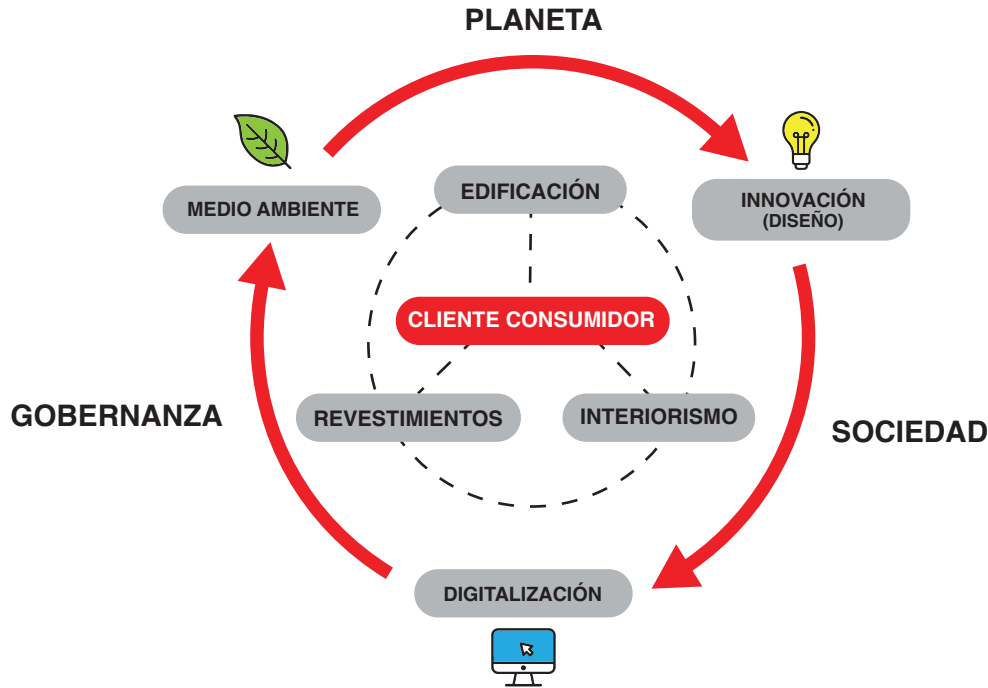 PLANETA
MEDIO AMBIENTE
EDIFICACIÓN
INNOVACIÓN
(DISEÑO)
CLIENTE CONSUMIDOR
GOBERNANZA
REVESTIMIENTOS
INTERIORISMO
SOCIEDAD
DIGITALIZACIÓN